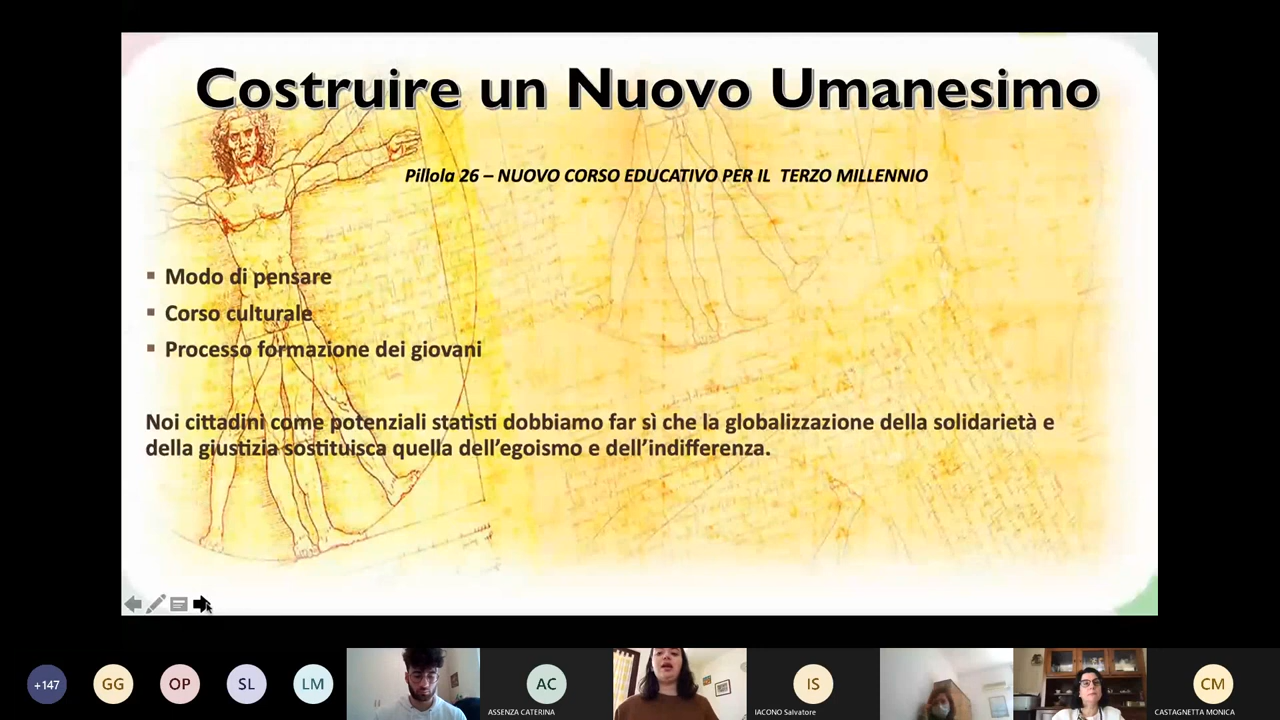 Costruire un Nuovo Umanesimo
Pillola 26 – NUOVO CORSO EDUCATIVO PER IL TERZO MILLENNIO
▪ Modo di pensare
▪ Corso culturale
▪ Processo formazione dei giovani
Noi cittadini come potenziali statisti dobbiamo far sì che la globalizzazione della solidarietà e
della giustizia sostituisca quella dell'egoismo e dell'indifferenza.
+147
GG
OP
SL
LM
AC
ASSENZA CATERINA
IS
IACONO Salvatore
CM
CASTAGNETTA MONICA